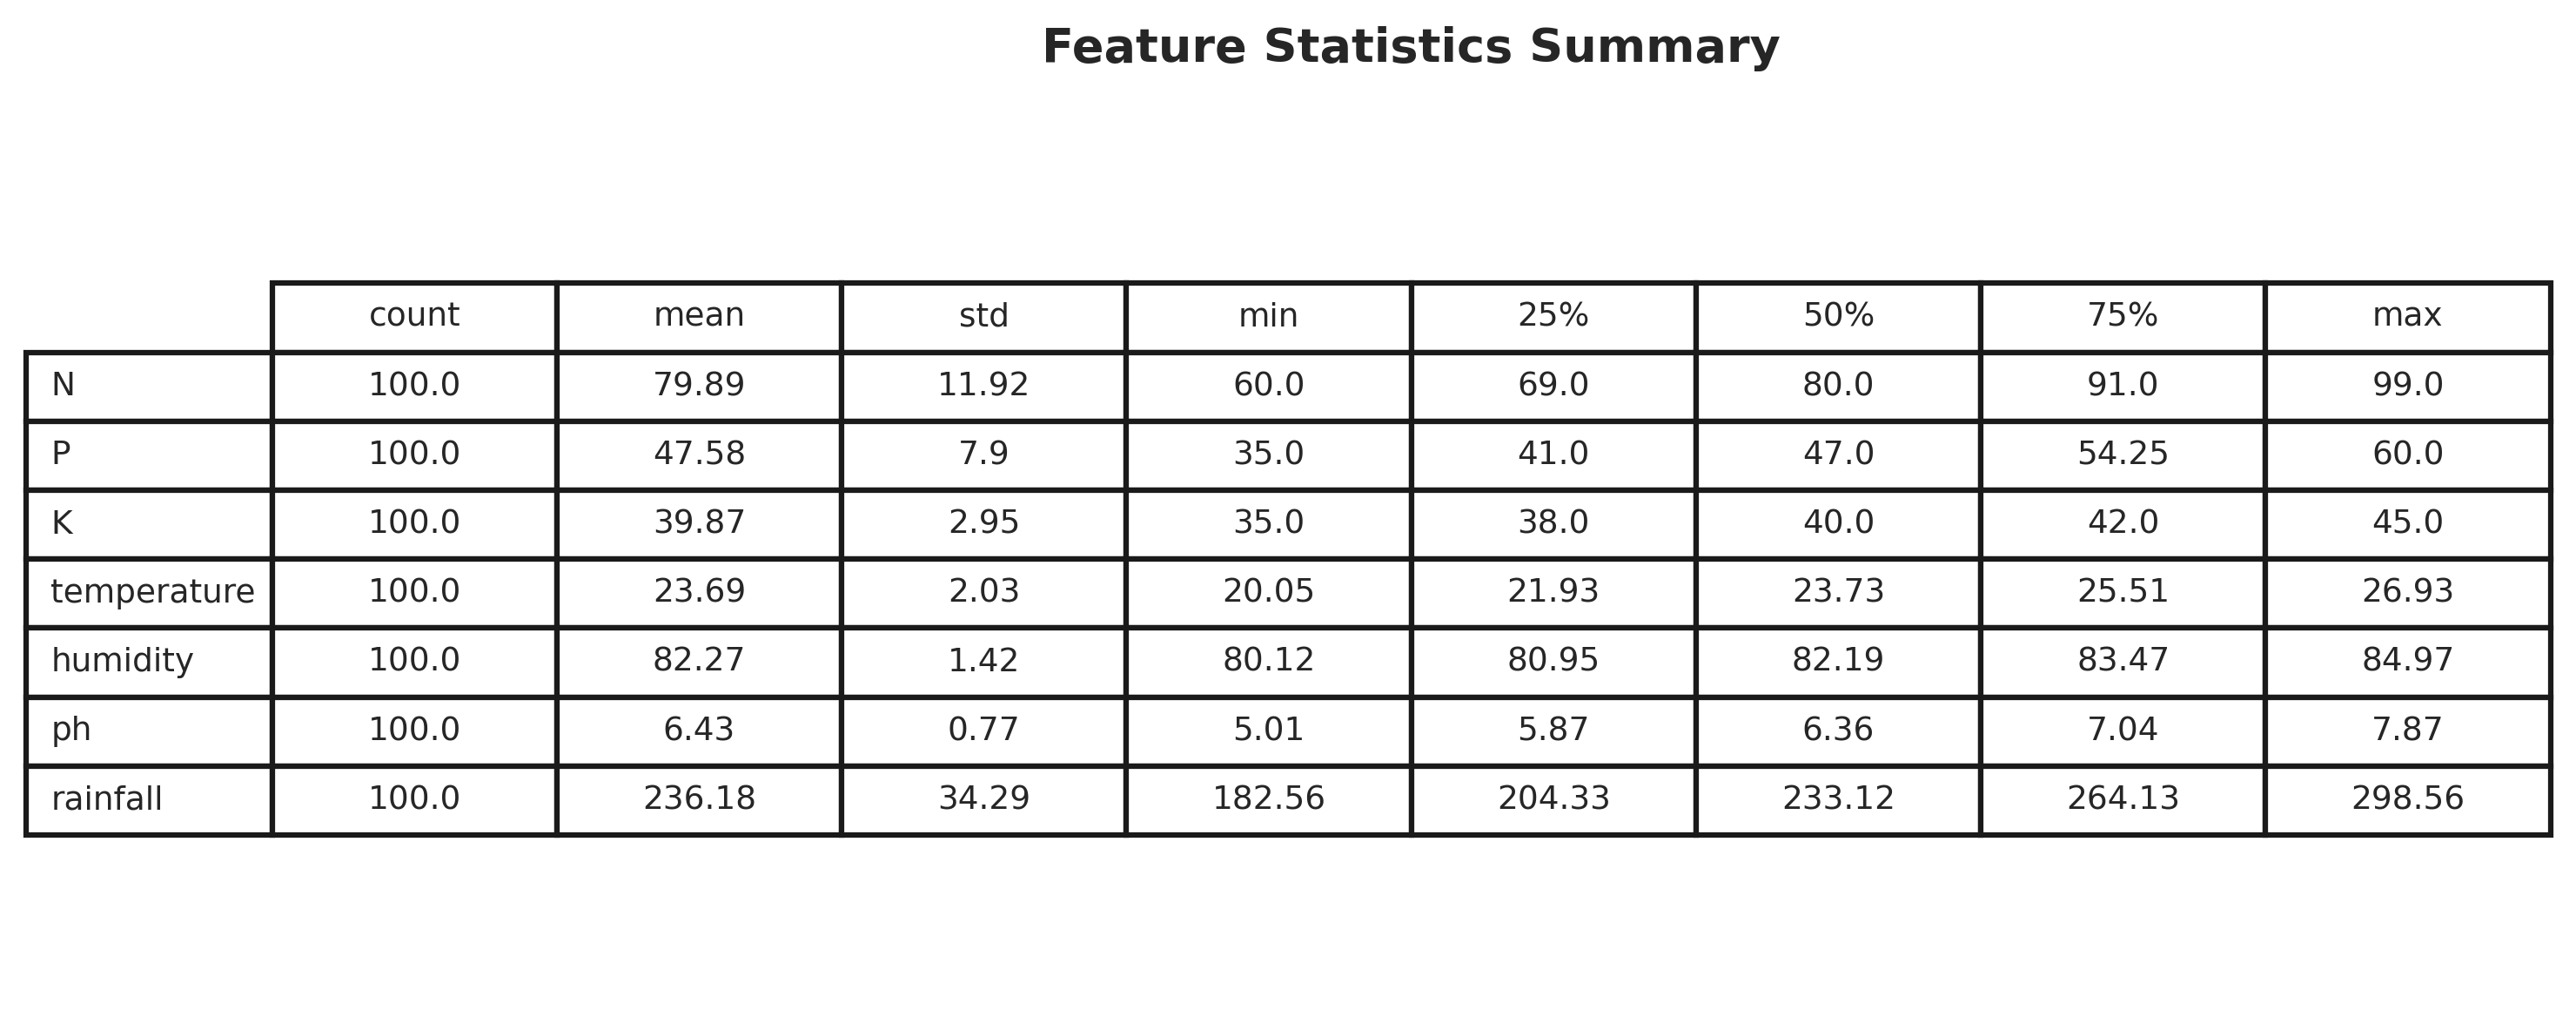 Feature Statistics Summary
count mean std min 25% 50% 75% max
N 100.0 79.89 11.92 60.0 69.0 80.0 91.0 99.0
P 100.0 47.58 7.9 35.0 41.0 47.0 54.25 60.0
K 100.0 39.87 2.95 35.0 38.0 40.0 42.0 45.0
temperature 100.0 23.69 2.03 20.05 21.93 23.73 25.51 26.93
humidity 100.0 82.27 1.42 80.12 80.95 82.19 83.47 84.97
ph 100.0 6.43 0.77 5.01 5.87 6.36 7.04 7.87
rainfall 100.0 236.18 34.29 182.56 204.33 233.12 264.13 298.56